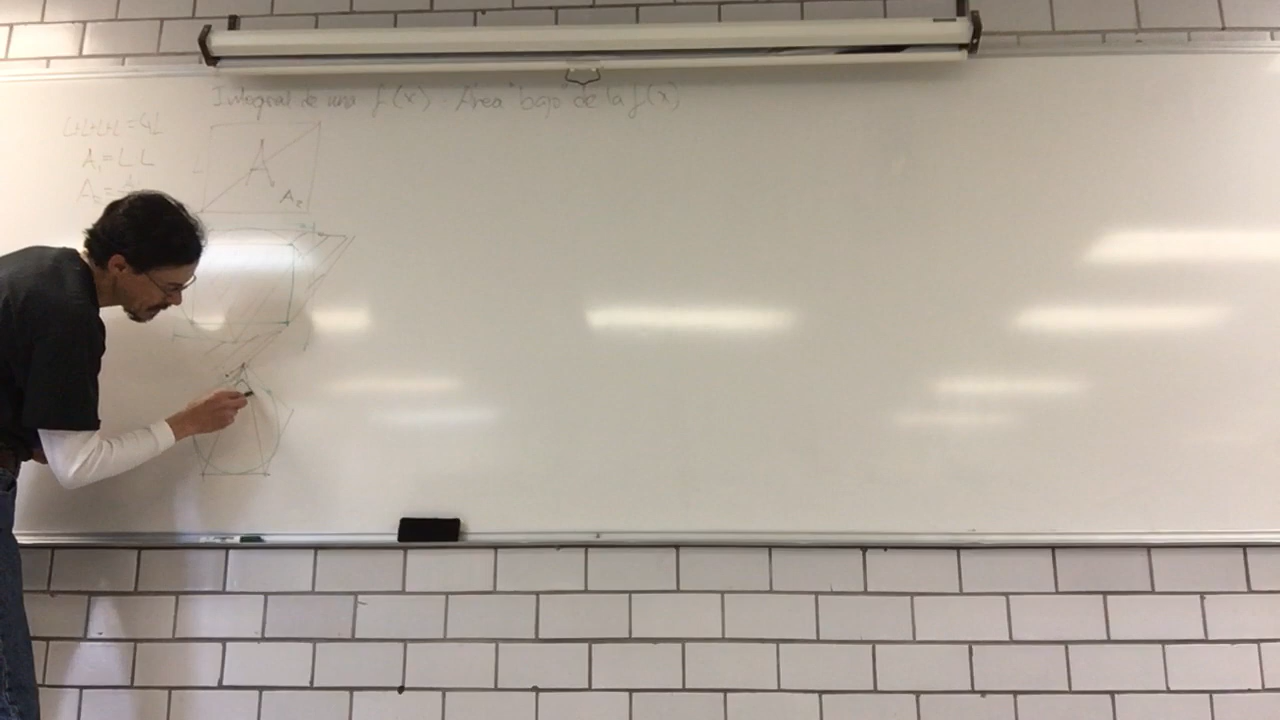 Integral de una f(x) . Área "bajo" de la f(x)
L+L+L+L=4L
A₁=L L
L
A
A₂=
A₂